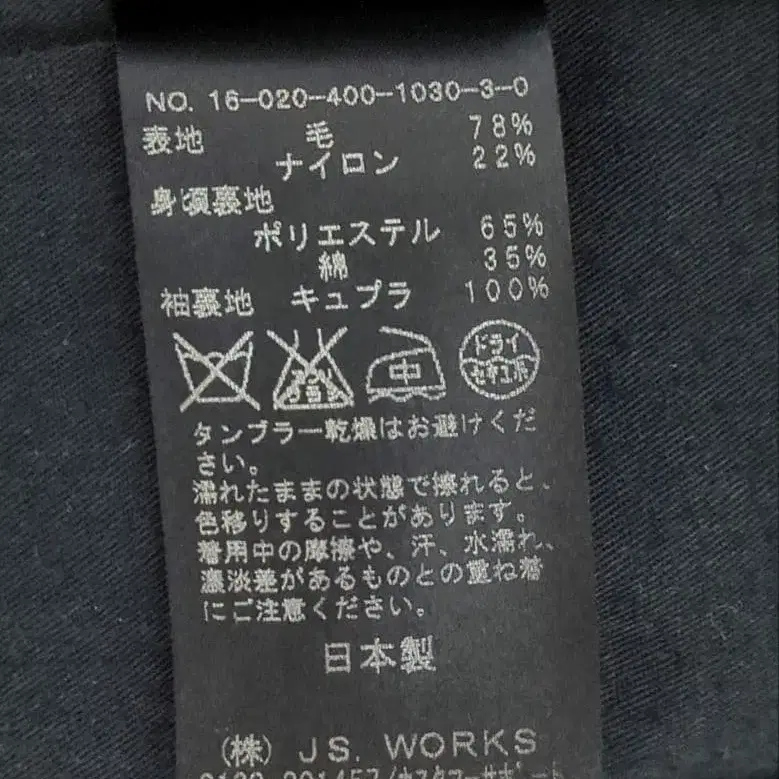 NO. 16-020-400-1030-3-0
表地 毛 78%
ナイロン 22%
身頃裏地
ポリエステル 65%
綿 35%
袖裏地 キュプラ 100%
中 ドライ
セキユ系
タンブラー乾燥はお避けくだ
さい。
濡れたままの状態で擦れると、
色移りすることがあります。
着用中の摩擦や、汗、水濡れ、
濃淡差があるものとの重ね着
にご注意ください。
日本製
(株) JS. WORKS